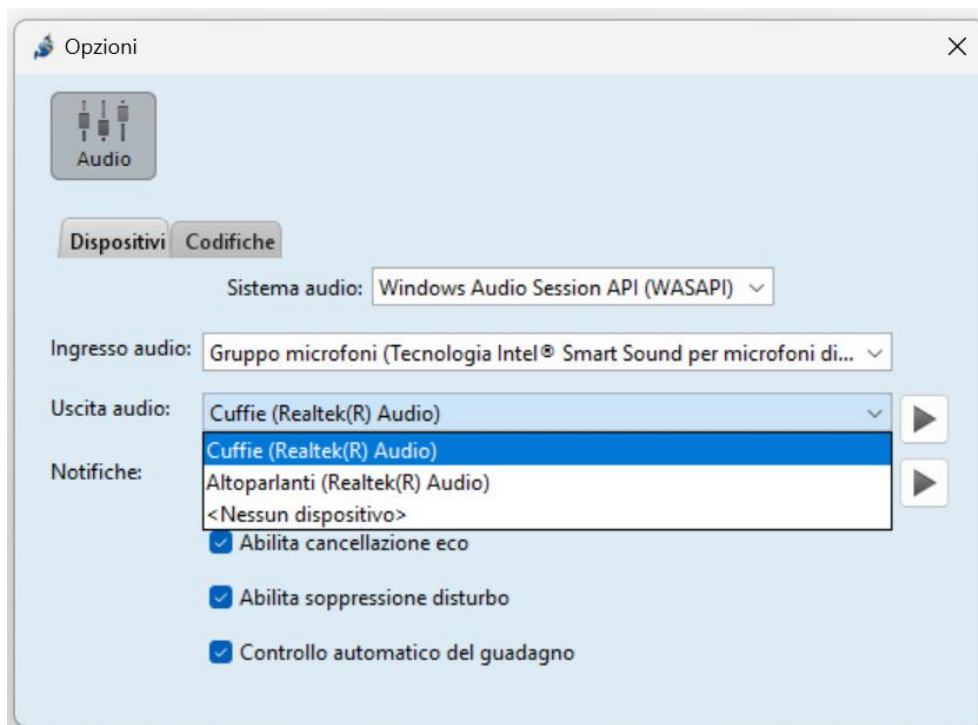 Opzioni
Audio
Dispositivi Codifiche
Sistema audio: Windows Audio Session API (WASAPI)
Ingresso audio: Gruppo microfoni (Tecnologia Intel® Smart Sound per microfoni di...
Uscita audio: Cuffie (Realtek(R) Audio)
Cuffie (Realtek(R) Audio)
Notifiche:
Altoparlanti (Realtek(R) Audio)
<Nessun dispositivo>
Abilita cancellazione eco
Abilita soppressione disturbo
Controllo automatico del guadagno